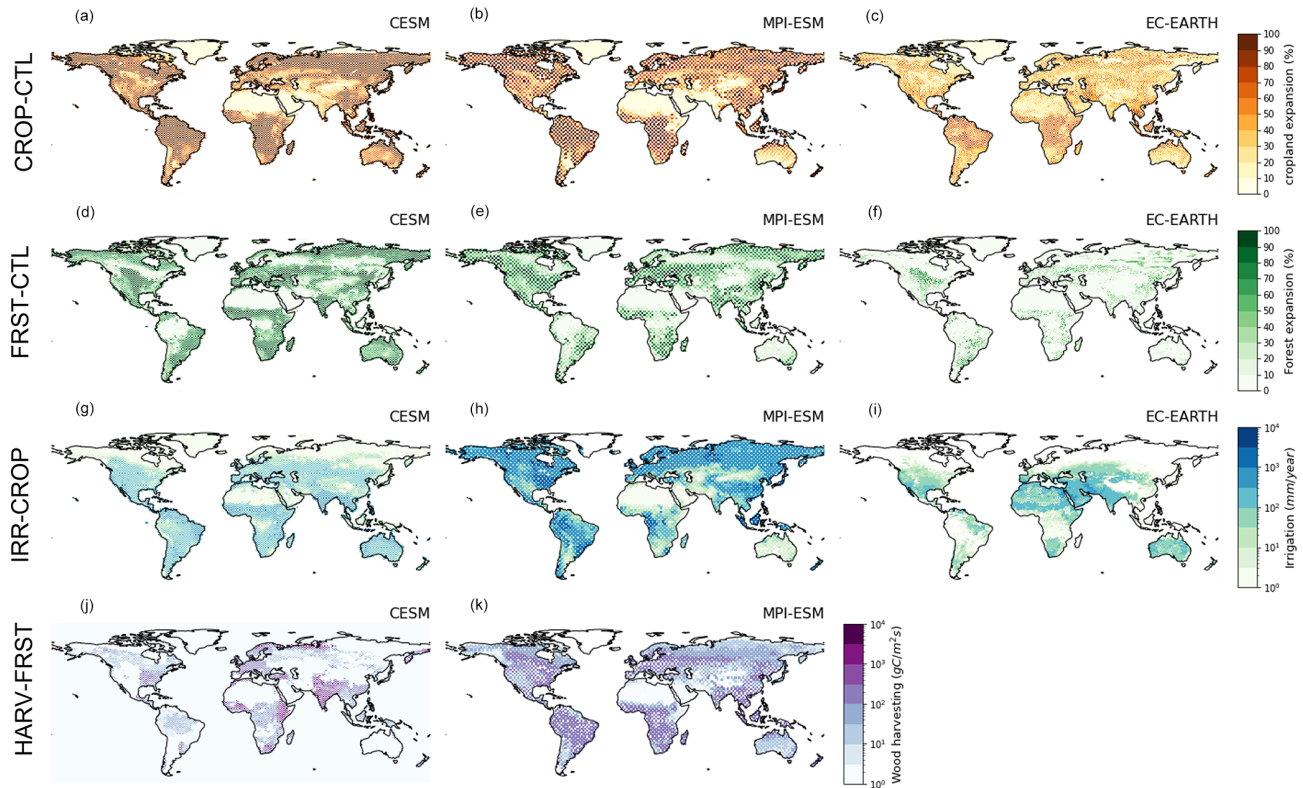 (a)
CESM
(b)
MPI-ESM
(c)
EC-EARTH
CROP-CTL
100
90
80
70
60
50
40
30
20
10
0
cropland expansion (%)
(d)
CESM
(e)
MPI-ESM
(f)
EC-EARTH
FRST-CTL
100
90
80
70
60
50
40
30
20
10
0
Forest expansion (%)
(g)
CESM
(h)
MPI-ESM
(i)
EC-EARTH
IRR-CROP
10⁴
10³
10²
10¹
10⁰
Irrigation (mm/year)
(j)
CESM
(k)
MPI-ESM
HARV-FRST
10⁴
10³
10²
10¹
10⁰
Wood harvesting (gC/m²s)